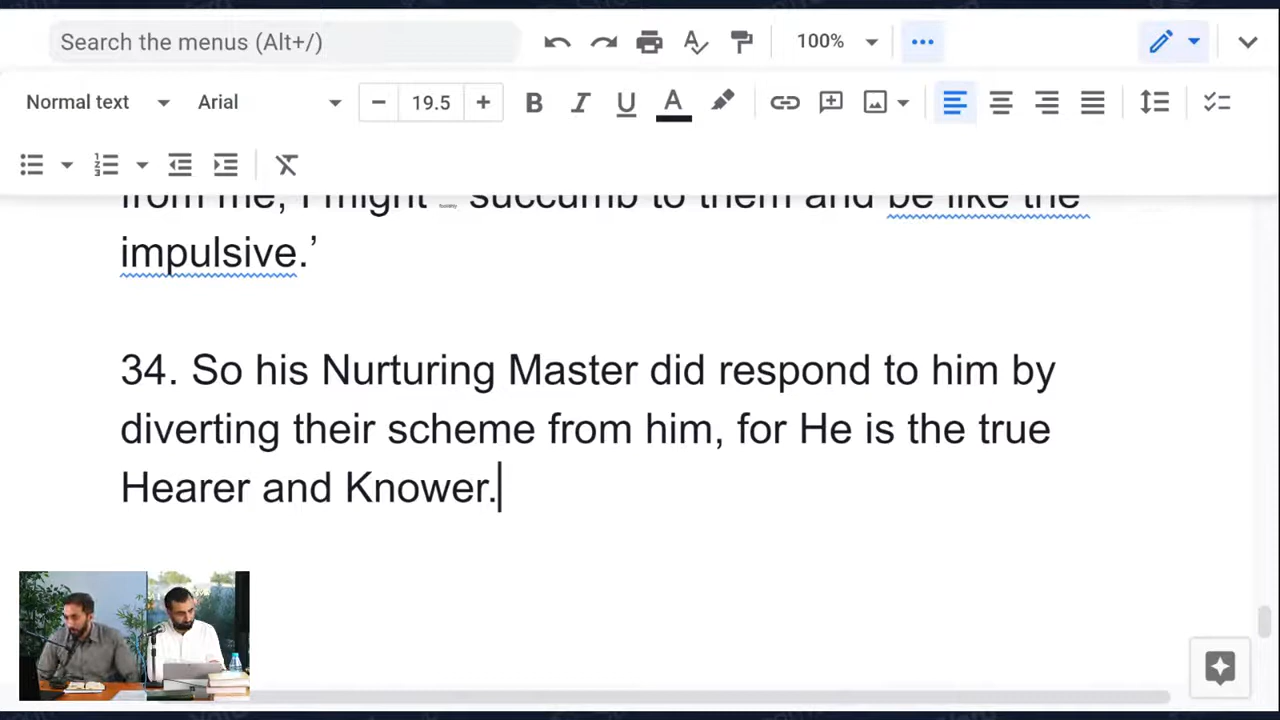 Search the menus (Alt+/)
100%
Normal text
Arial
19.5
B I U A
from me, I might succumb to them and be like the
impulsive.’
34. So his Nurturing Master did respond to him by
diverting their scheme from him, for He is the true
Hearer and Knower.